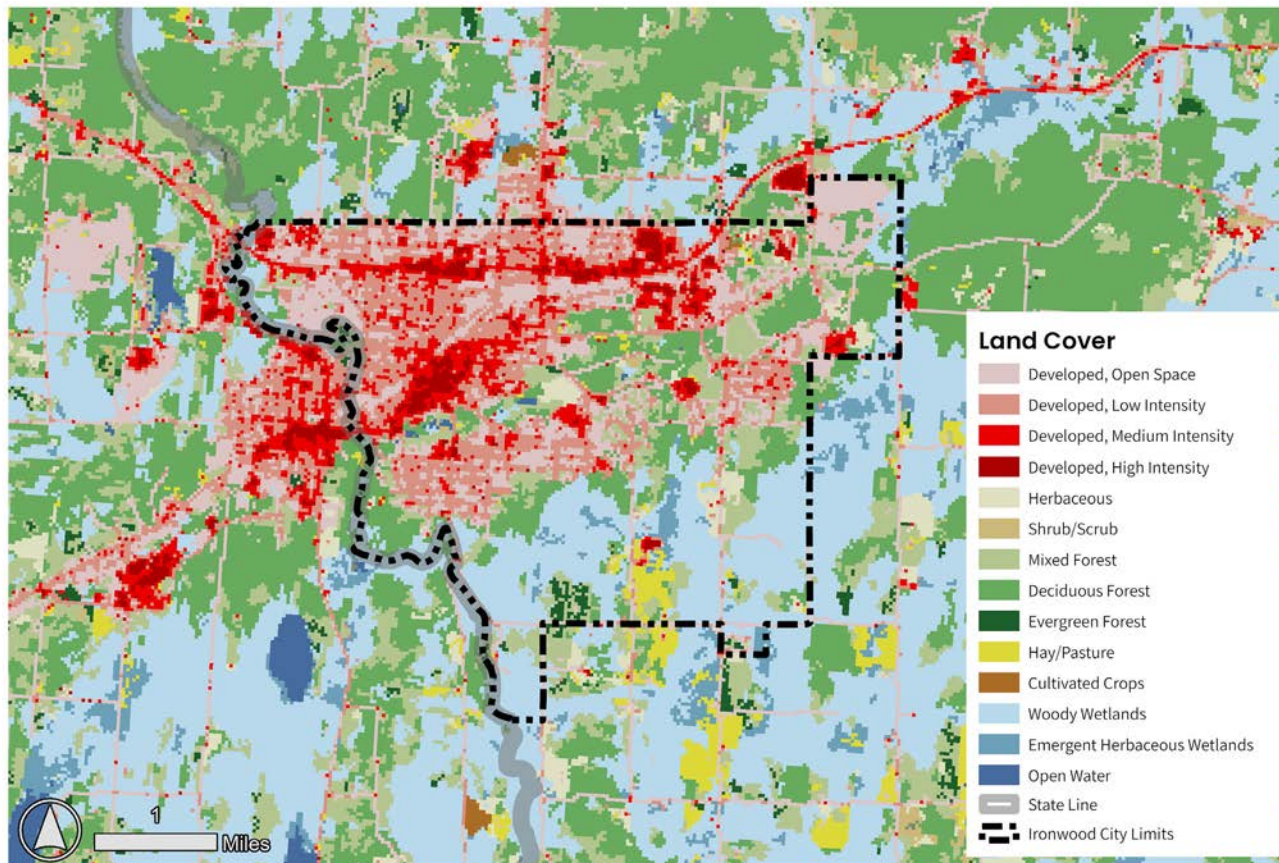 Land Cover
Developed, Open Space
Developed, Low Intensity
Developed, Medium Intensity
Developed, High Intensity
Herbaceous
Shrub/Scrub
Mixed Forest
Deciduous Forest
Evergreen Forest
Hay/Pasture
Cultivated Crops
Woody Wetlands
Emergent Herbaceous Wetlands
Open Water
State Line
Ironwood City Limits
1
Miles